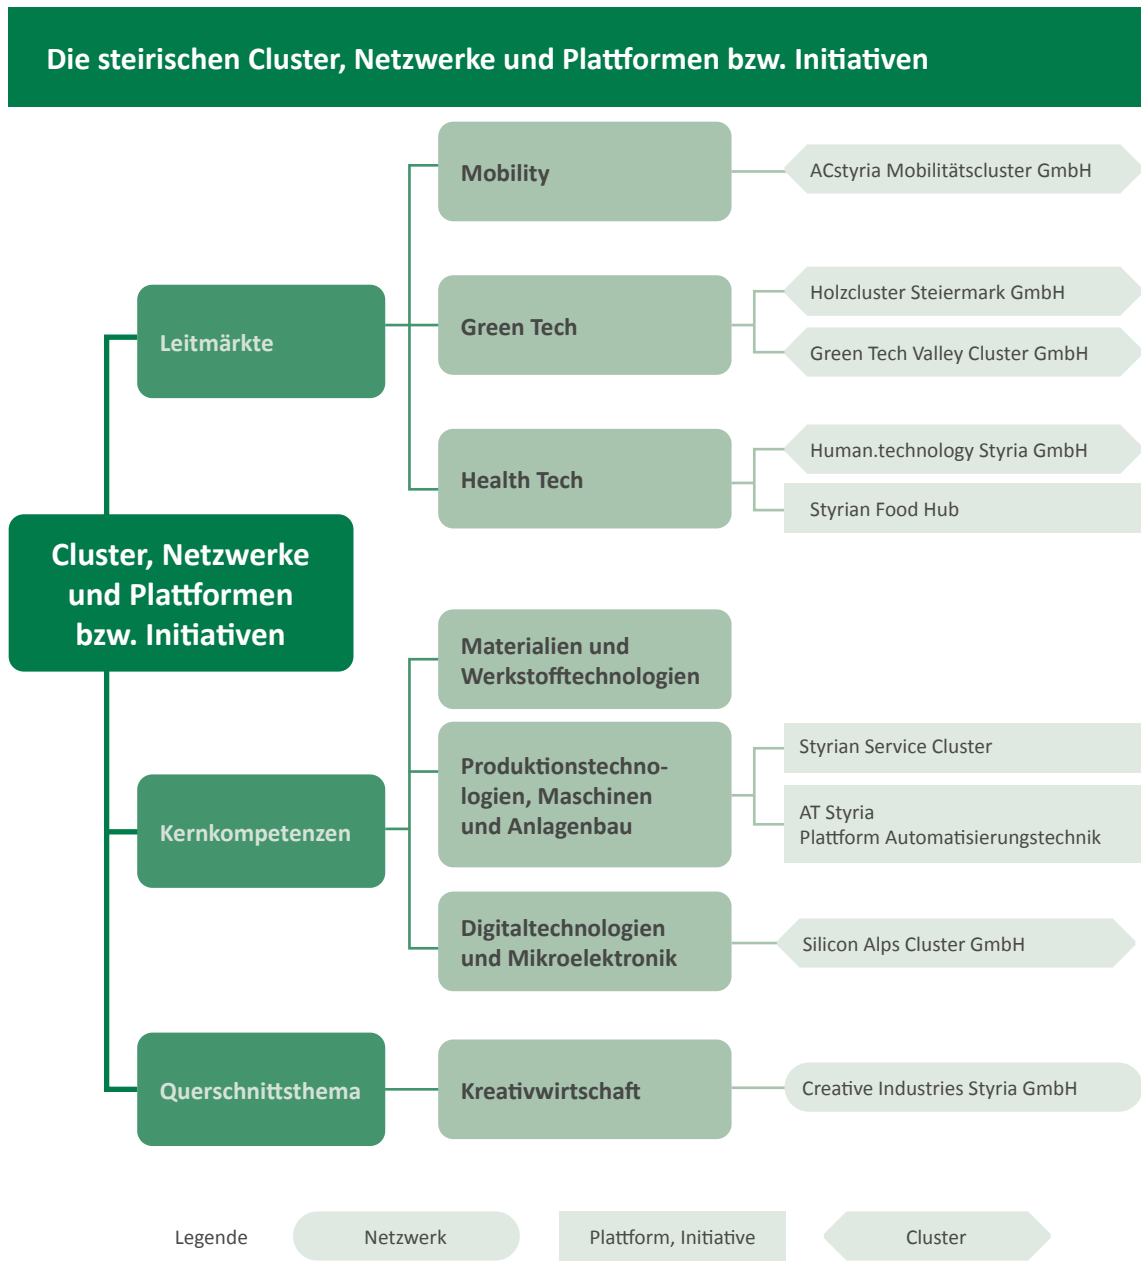 Die steirischen Cluster, Netzwerke und Plattformen bzw. Initiativen
Mobility
ACstyria Mobilitätscluster GmbH
Leitmärkte
Green Tech
Holzcluster Steiermark GmbH
Green Tech Valley Cluster GmbH
Health Tech
Human.technology Styria GmbH
Styrian Food Hub
Cluster, Netzwerke
und Plattformen
bzw. Initiativen
Materialien und
Werkstofftechnologien
Kernkompetenzen
Produktionstechno-
logien, Maschinen
und Anlagenbau
Styrian Service Cluster
AT Styria
Plattform Automatisierungstechnik
Digitaltechnologien
und Mikroelektronik
Silicon Alps Cluster GmbH
Querschnittsthema
Kreativwirtschaft
Creative Industries Styria GmbH
Legende
Netzwerk
Plattform, Initiative
Cluster